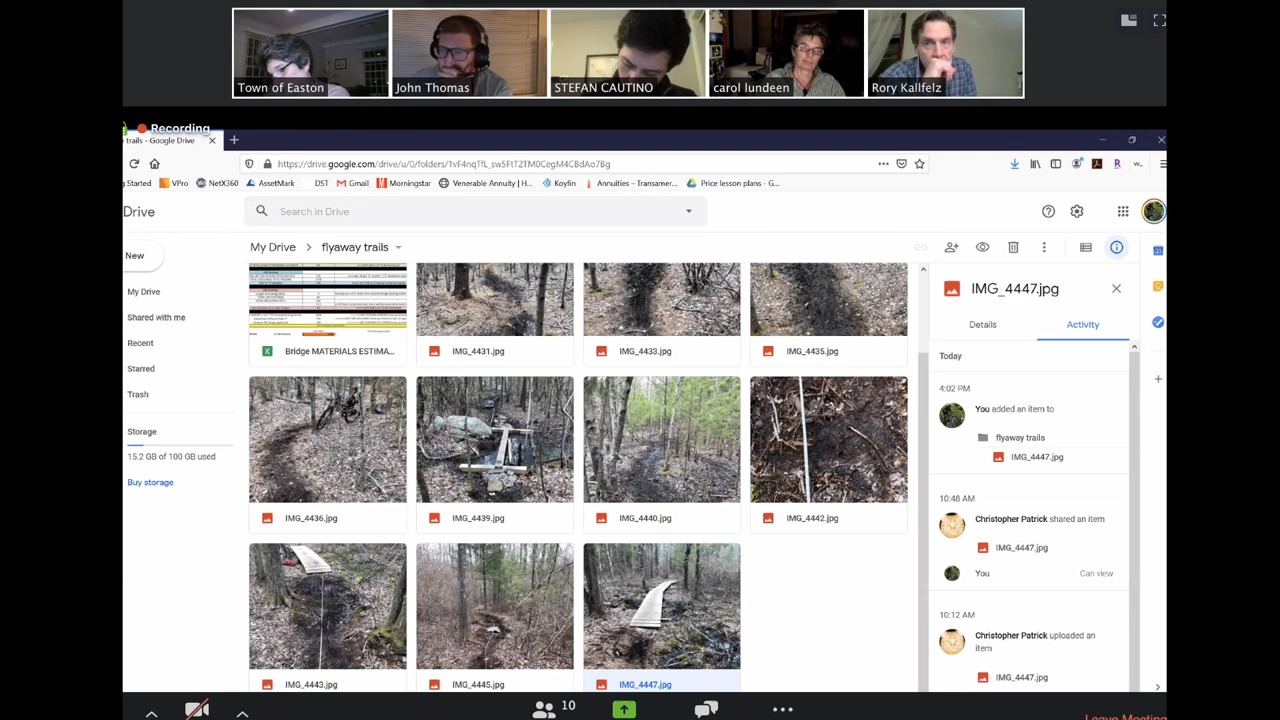 Town of Easton
John Thomas
STEFAN CAUTINO
carol lundeen
Rory Kallfelz
Recording
trails - Google Drive
https://drive.google.com/drive/u/0/folders/
Started
VPro
NetX360
AssetMark
DST
Gmail
Morningstar
Venerable Annuity | H...
Koyfin
Annuities – Transamer...
Price lesson plans – G...
Drive
Search in Drive
New
My Drive
flyaway trails
IMG_4447.jpg
My Drive
Shared with me
Recent
Starred
Trash
Storage
15.2 GB of 100 GB used
Buy storage
Details
Activity
Bridge MATERIALS ESTIMA...
IMG_4431.jpg
IMG_4433.jpg
IMG_4435.jpg
Today
4:02 PM
You added an item to
flyaway trails
IMG_4447.jpg
IMG_4436.jpg
IMG_4439.jpg
IMG_4440.jpg
IMG_4442.jpg
10:48 AM
Christopher Patrick shared an item
IMG_4447.jpg
You
Can view
10:12 AM
Christopher Patrick uploaded an
item
IMG_4447.jpg
IMG_4443.jpg
IMG_4445.jpg
IMG_4447.jpg
10
Leave Meeting